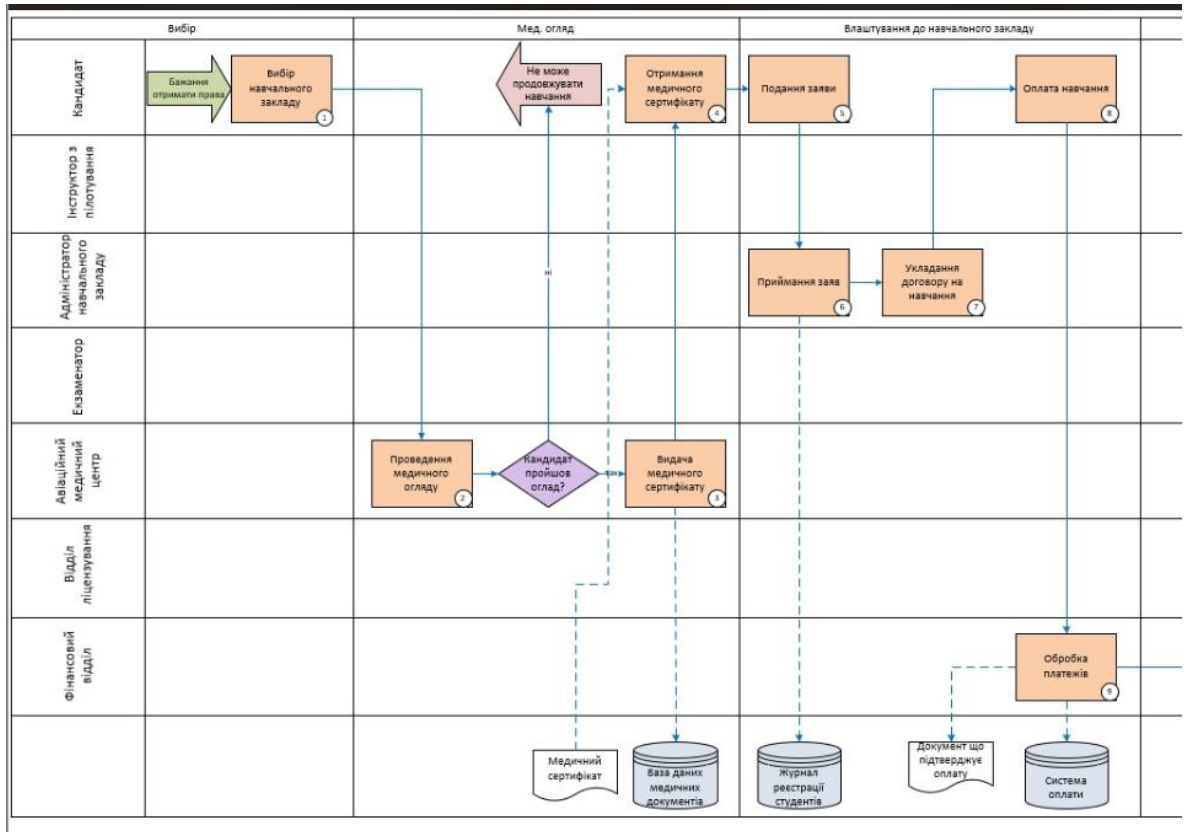 Вибір
Мед. огляд
Влаштування до навчального закладу
Кандидат
Бажання
отримати права
Вибір
навчального
закладу
1
Не може
продовжувати
навчання
Отримання
медичного
сертифікату
4
Подання заяви
5
Оплата навчання
8
Інструктор з
пілотування
Адміністратор
навчального
закладу
ні
Приймання заяв
6
Укладання
договору на
навчання
7
Екзаменатор
Авіаційний
медичний
центр
Проведення
медичного
огляду
2
Кандидат
пройшов
оглад?
так
Видача
медичного
сертифікату
3
Відділ
ліцензування
Фінансовий
відділ
Обробка
платежів
9
Медичний
сертифікат
База даних
медичних
документів
Журнал
реєстрації
студентів
Документ що
підтверджує
оплату
Система
оплати